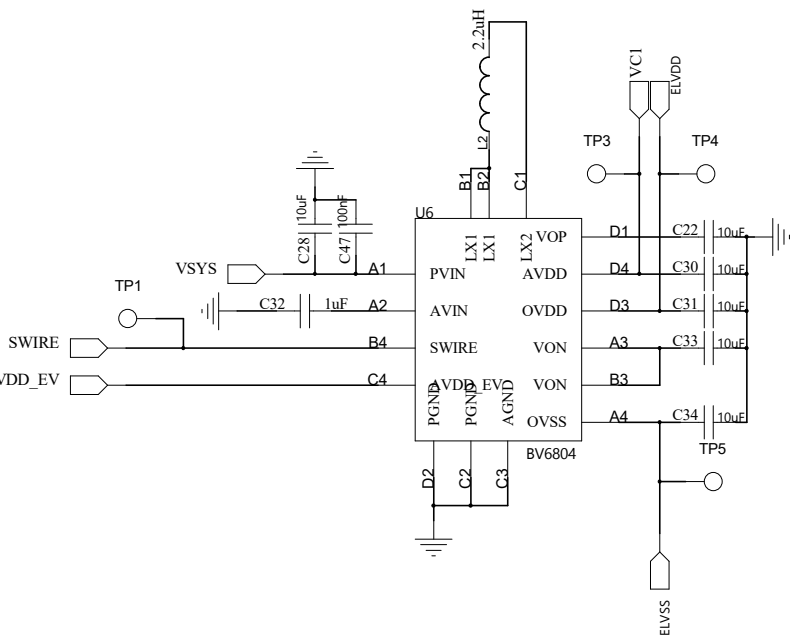 2.2uH
L2
VC1
ELVDD
TP3
TP4
B1
B2
C1
U6
10uF
100nF
C28
C47
LX1
LX1
LX2
VOP
D1
C22
10uF
VSYS
A1
PVIN
AVDD
D4
C30
10uF
TP1
C32
1uF
A2
AVIN
OVDD
D3
C31
10uF
SWIRE
B4
SWIRE
VON
A3
C33
10uF
VDD_EV
C4
AVDD_EV
VON
B3
PGND
PGND
AGND
OVSS
A4
C34
10uF
BV6804
TP5
D2
C2
C3
ELVSS